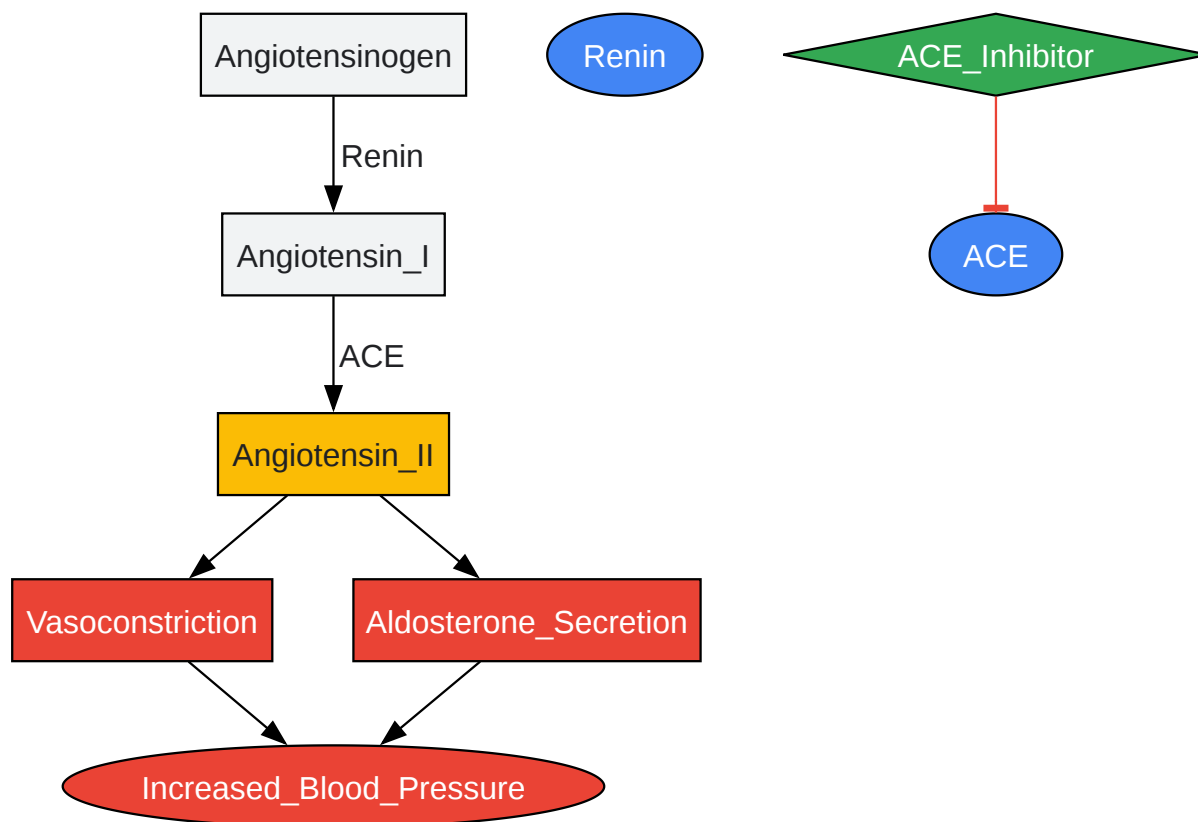 Angiotensinogen
Renin
ACE_Inhibitor
Renin
Angiotensin_I
ACE
ACE
Angiotensin_II
Vasoconstriction
Aldosterone_Secretion
Increased_Blood_Pressure